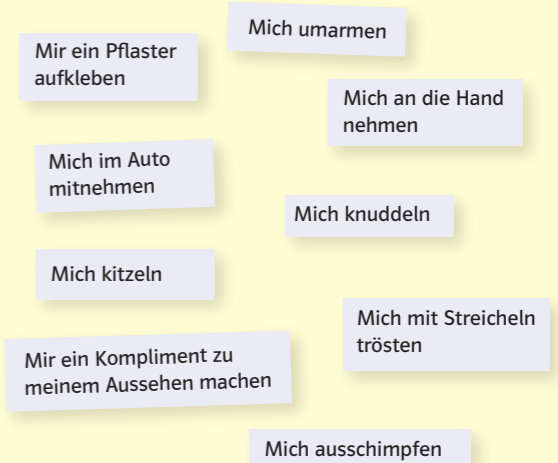 Mich umarmen
Mir ein Pflaster
aufkleben
Mich an die Hand
nehmen
Mich im Auto
mitnehmen
Mich knuddeln
Mich kitzeln
Mich mit Streicheln
trösten
Mir ein Kompliment zu
meinem Aussehen machen
Mich ausschimpfen